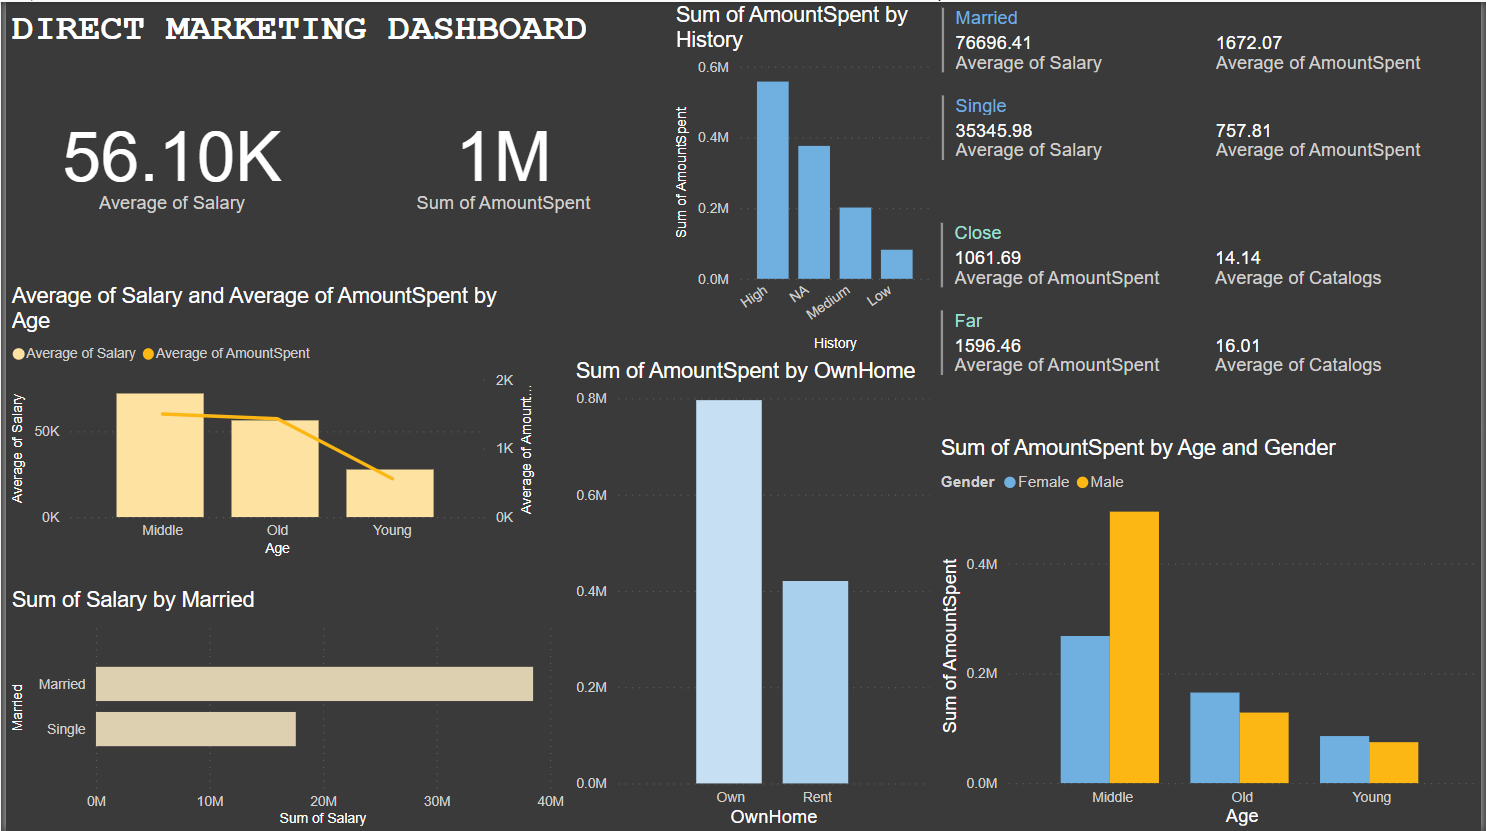 DIRECT MARKETING DASHBOARD
56.10K
Average of Salary
1M
Sum of AmountSpent
Sum of AmountSpent by
History
Sum of AmountSpent
0.6M
0.4M
0.2M
0.0M
High
NA
Medium
Low
History
Married
76696.41
Average of Salary
1672.07
Average of AmountSpent
Single
35345.98
Average of Salary
757.81
Average of AmountSpent
Close
1061.69
Average of AmountSpent
14.14
Average of Catalogs
Far
1596.46
Average of AmountSpent
16.01
Average of Catalogs
Average of Salary and Average of AmountSpent by
Age
Average of Salary
Average of AmountSpent
Average of Salary
50K
0K
2K
1K
0K
Average of Amount...
Middle
Old
Young
Age
Sum of Salary by Married
Married
Married
Single
0M
10M
20M
30M
40M
Sum of Salary
Sum of AmountSpent by OwnHome
0.8M
0.6M
0.4M
0.2M
0.0M
Own
Rent
OwnHome
Sum of AmountSpent by Age and Gender
Gender
Female
Male
Sum of AmountSpent
0.4M
0.2M
0.0M
Middle
Old
Young
Age